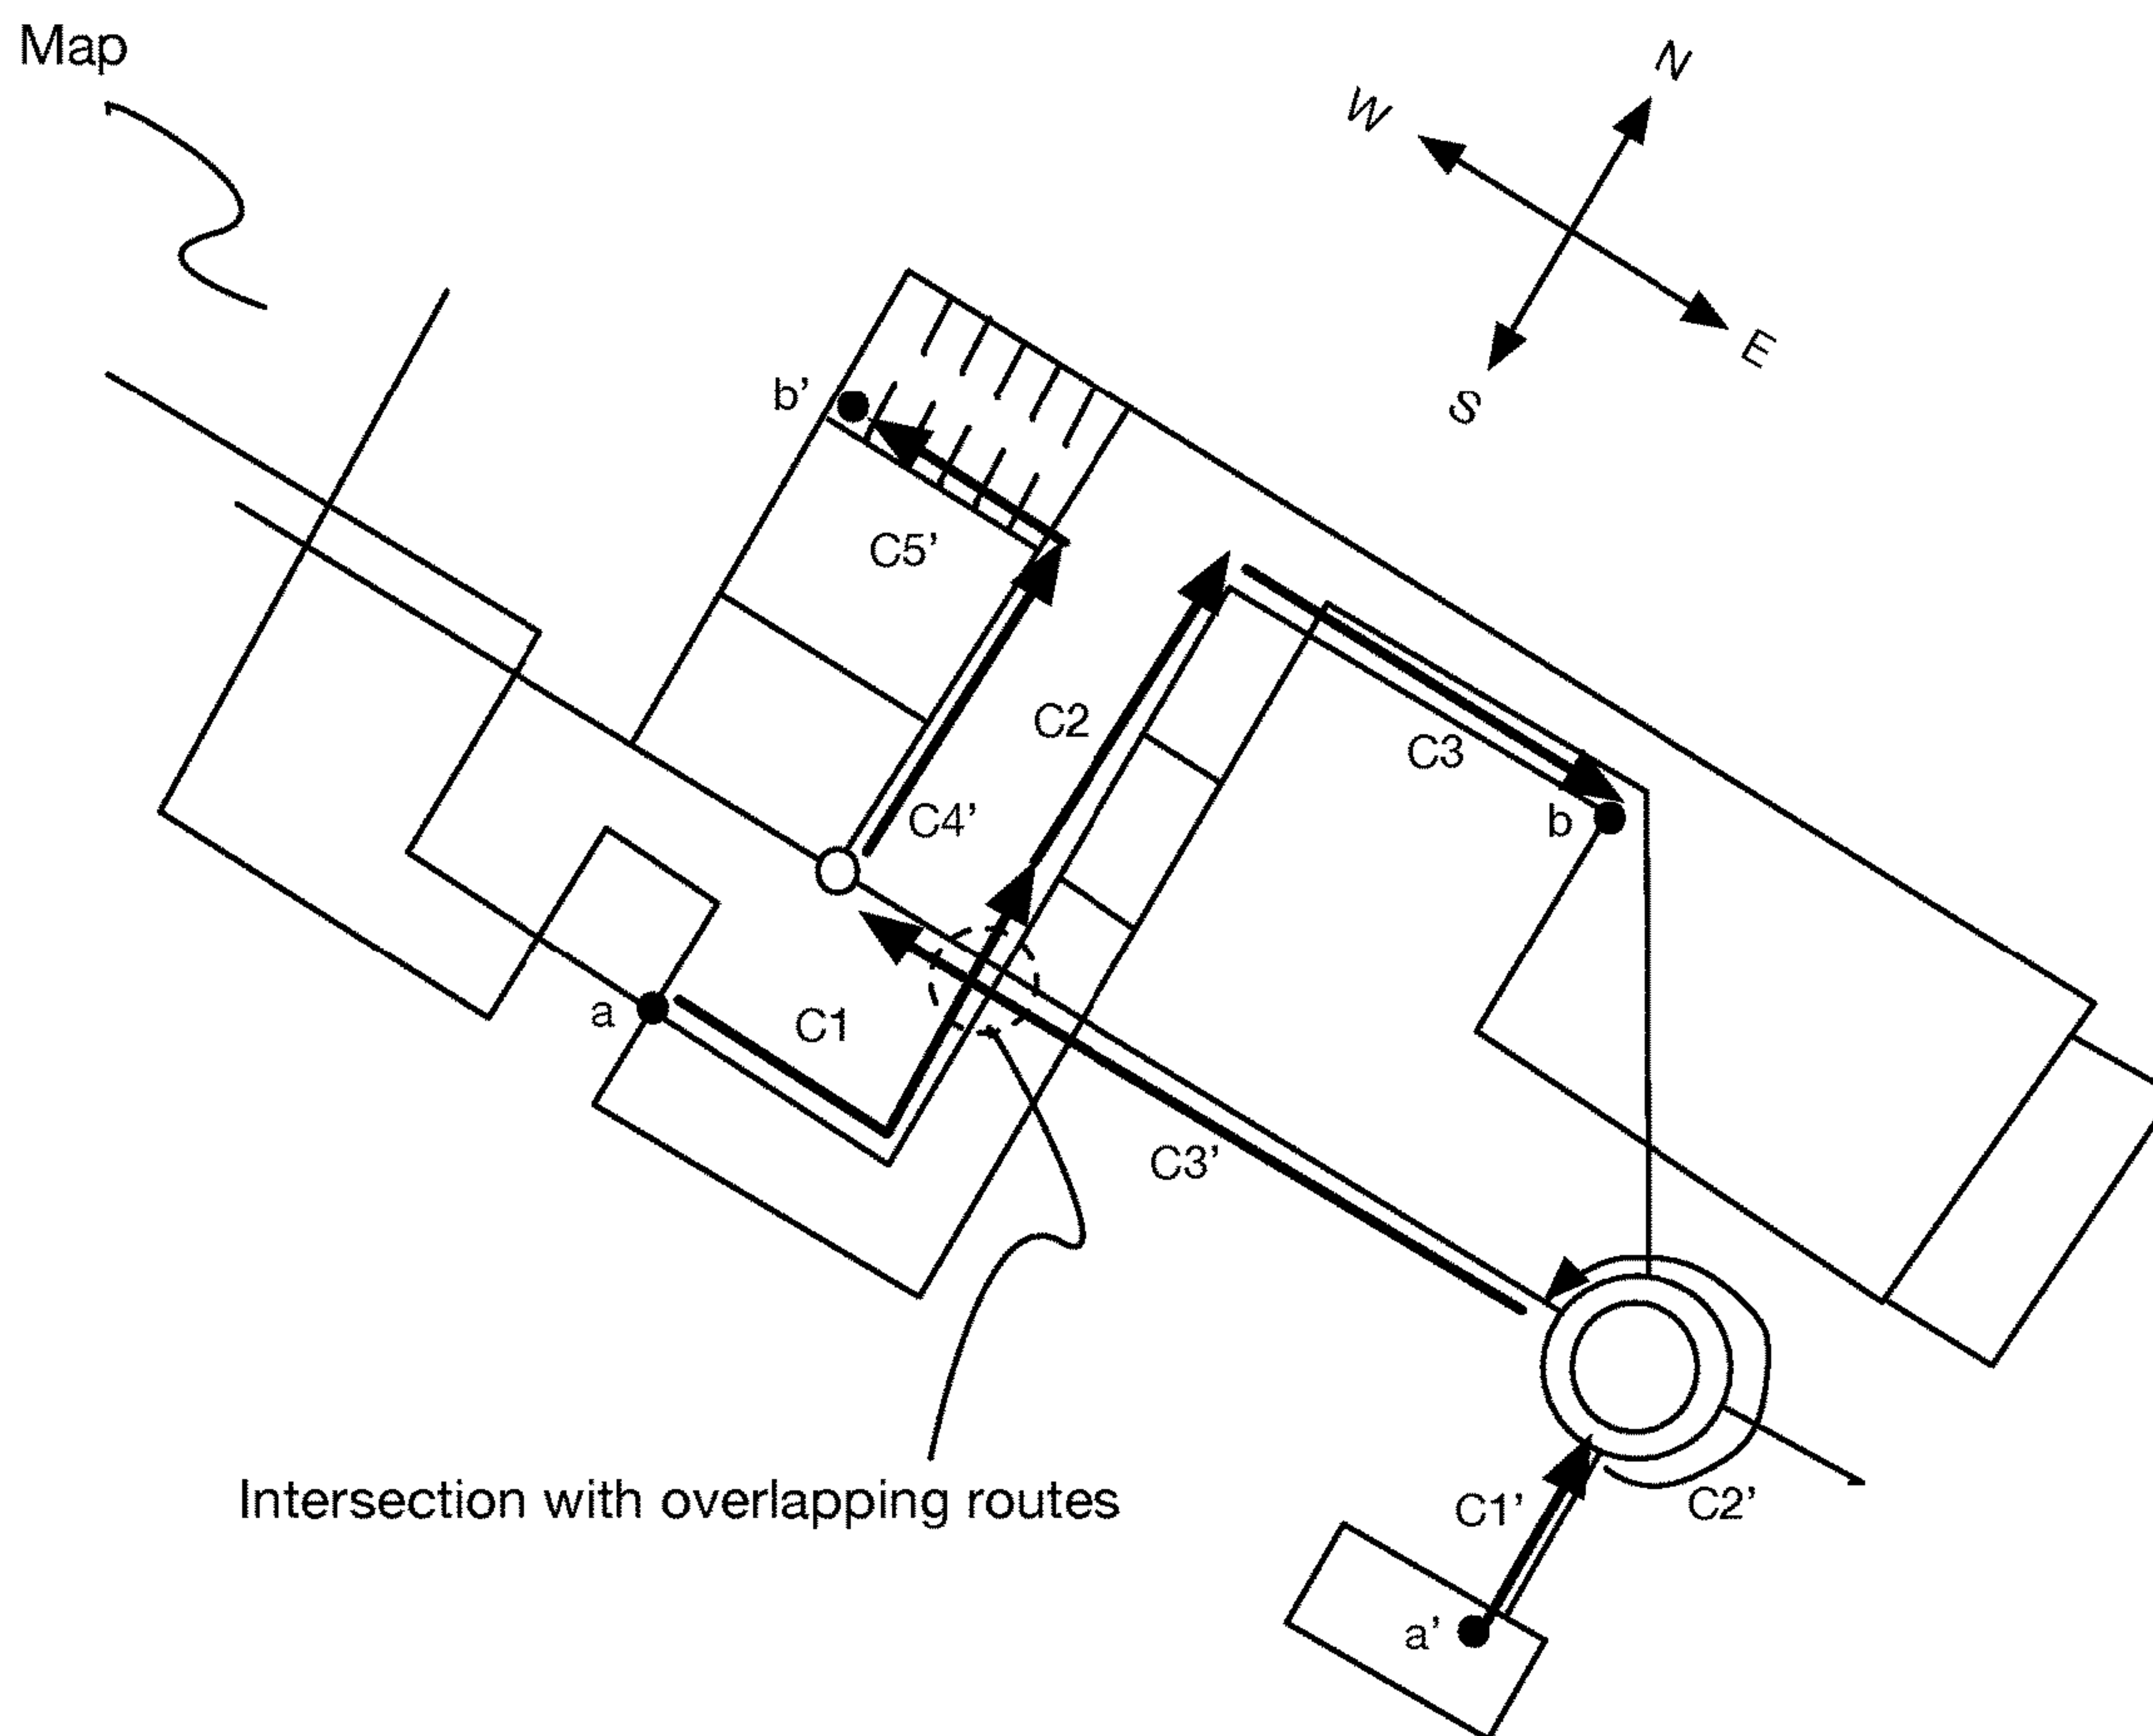 Map
N
W
E
S
b’
C5’
C2
C3
C4’
b
a
C1
C3’
Intersection with overlapping routes
C1’
C2’
a’